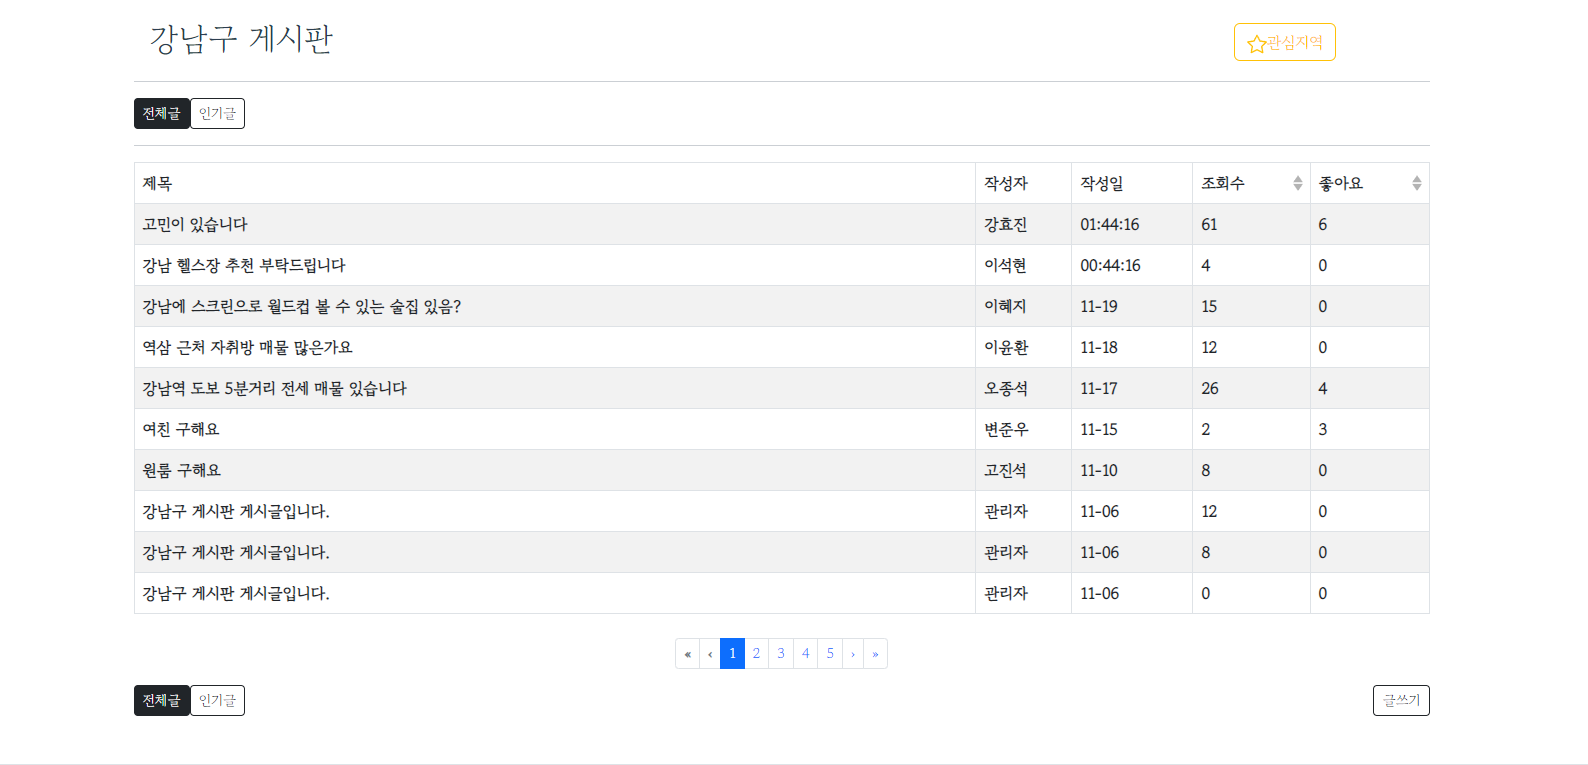 강남구 게시판
관심지역
전체글 인기글
제목 작성자 작성일 조회수 좋아요
고민이 있습니다 강효진 01:44:16 61 6
강남 헬스장 추천 부탁드립니다 이석현 00:44:16 4 0
강남에 스크린으로 월드컵 볼 수 있는 술집 있음? 이혜지 11-19 15 0
역삼 근처 자취방 매물 많은가요 이윤환 11-18 12 0
강남역 도보 5분거리 전세 매물 있습니다 오종석 11-17 26 4
여친 구해요 변준우 11-15 2 3
원룸 구해요 고진석 11-10 8 0
강남구 게시판 게시글입니다. 관리자 11-06 12 0
강남구 게시판 게시글입니다. 관리자 11-06 8 0
강남구 게시판 게시글입니다. 관리자 11-06 0 0
« ‹ 1 2 3 4 5 › »
전체글 인기글 글쓰기